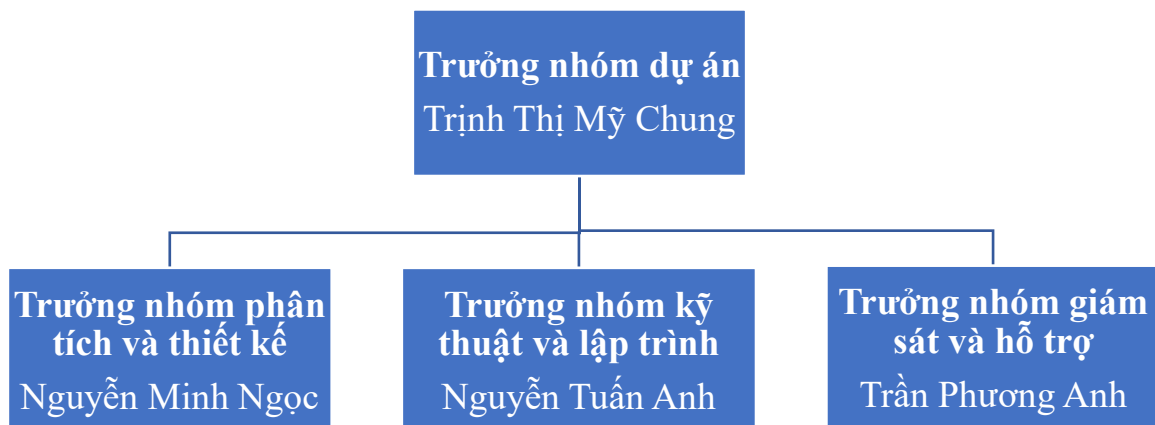 Trưởng nhóm dự án
Trịnh Thị Mỹ Chung
Trưởng nhóm phân
tích và thiết kế
Nguyễn Minh Ngọc
Trưởng nhóm kỹ
thuật và lập trình
Nguyễn Tuấn Anh
Trưởng nhóm giám
sát và hỗ trợ
Trần Phương Anh